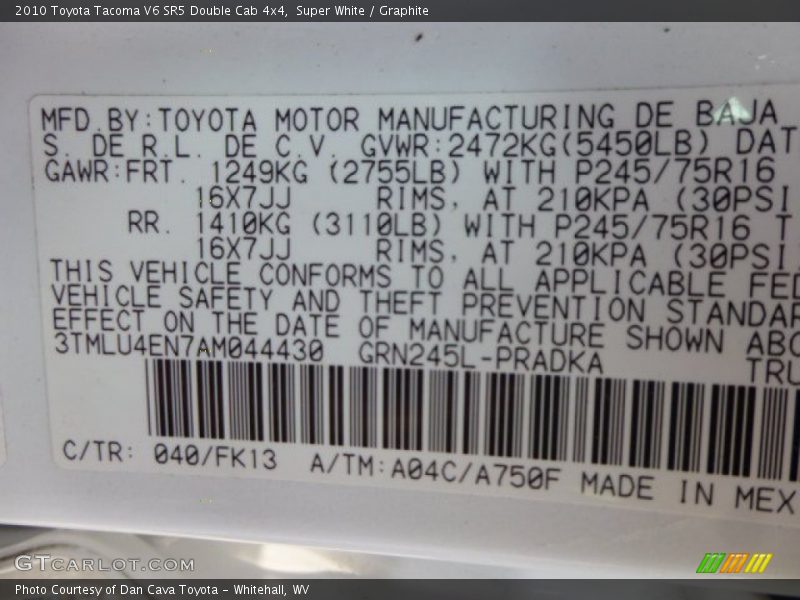 2010 Toyota Tacoma V6 SR5 Double Cab 4x4, Super White / Graphite
MFD.BY:TOYOTA MOTOR MANUFACTURING DE BAJA
S. DE R.L. DE C.V. GVWR:2472KG(5450LB) DAT
GAWR:FRT. 1249KG (2755LB) WITH P245/75R16
16X7JJ RIMS, AT 210KPA (30PSI
RR. 1410KG (3110LB) WITH P245/75R16 T
16X7JJ RIMS, AT 210KPA (30PSI
THIS VEHICLE CONFORMS TO ALL APPLICABLE FED
VEHICLE SAFETY AND THEFT PREVENTION STANDAR
EFFECT ON THE DATE OF MANUFACTURE SHOWN ABO
3TMLU4EN7AM044430 GRN245L-PRADKA TRU
C/TR: 040/FK13 A/TM:A04C/A750F MADE IN MEX
GTCARLOT.COM
Photo Courtesy of Dan Cava Toyota - Whitehall, WV